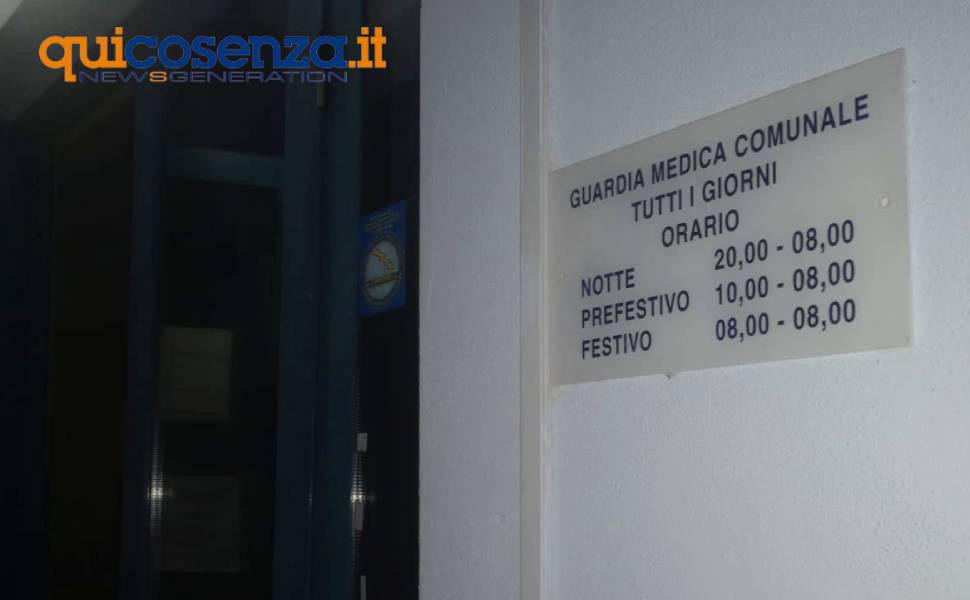 quicosenza.it
NEWSGENERATION
GUARDIA MEDICA COMUNALE
TUTTI I GIORNI
ORARIO
NOTTE 20,00 - 08,00
PREFESTIVO 10,00 - 08,00
FESTIVO 08,00 - 08,00